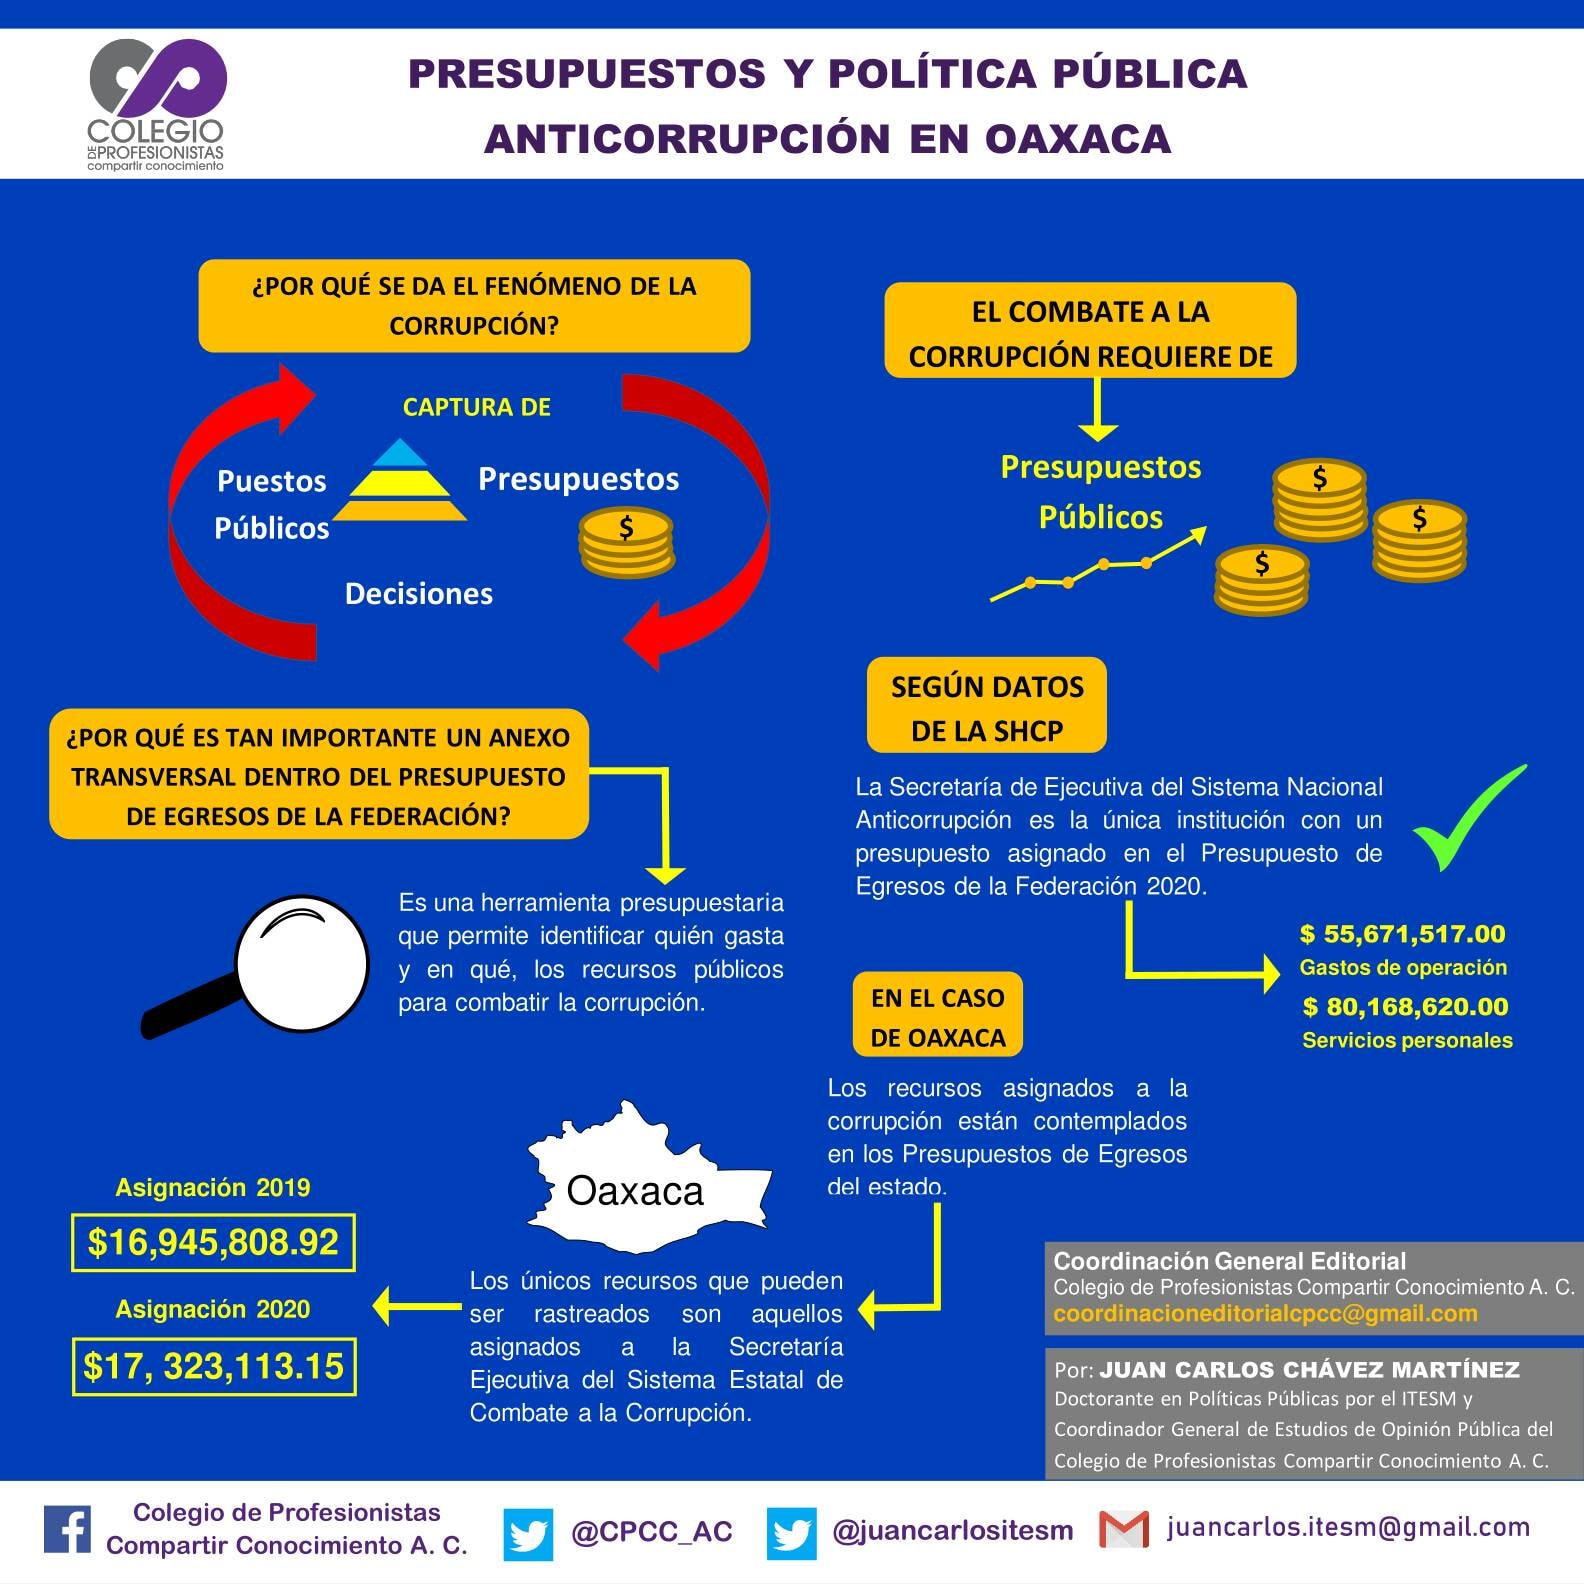 COLEGIO
DE PROFESIONISTAS
compartir conocimiento
PRESUPUESTOS Y POLÍTICA PÚBLICA
ANTICORRUPCIÓN EN OAXACA
¿POR QUÉ SE DA EL FENÓMENO DE LA
CORRUPCIÓN?
CAPTURA DE
Puestos
Públicos
Presupuestos
$
Decisiones
EL COMBATE A LA
CORRUPCIÓN REQUIERE DE
Presupuestos
Públicos
$
$
$
¿POR QUÉ ES TAN IMPORTANTE UN ANEXO
TRANSVERSAL DENTRO DEL PRESUPUESTO
DE EGRESOS DE LA FEDERACIÓN?
Es una herramienta presupuestaria
que permite identificar quién gasta
y en qué, los recursos públicos
para combatir la corrupción.
SEGÚN DATOS
DE LA SHCP
La Secretaría de Ejecutiva del Sistema Nacional
Anticorrupción es la única institución con un
presupuesto asignado en el Presupuesto de
Egresos de la Federación 2020.
$ 55,671,517.00
Gastos de operación
$ 80,168,620.00
Servicios personales
EN EL CASO
DE OAXACA
Los recursos asignados a la
corrupción están contemplados
en los Presupuestos de Egresos
del estado.
Oaxaca
Los únicos recursos que pueden
ser rastreados son aquellos
asignados a la Secretaría
Ejecutiva del Sistema Estatal de
Combate a la Corrupción.
Asignación 2019
$16,945,808.92
Asignación 2020
$17, 323,113.15
Coordinación General Editorial
Colegio de Profesionistas Compartir Conocimiento A. C.
coordinacioneditorialcpcc@gmail.com
Por: JUAN CARLOS CHÁVEZ MARTÍNEZ
Doctorante en Políticas Públicas por el ITESM y
Coordinador General de Estudios de Opinión Pública del
Colegio de Profesionistas Compartir Conocimiento A. C.
Colegio de Profesionistas
Compartir Conocimiento A. C.
@CPCC_AC
@juancarlositesm
juancarlos.itesm@gmail.com